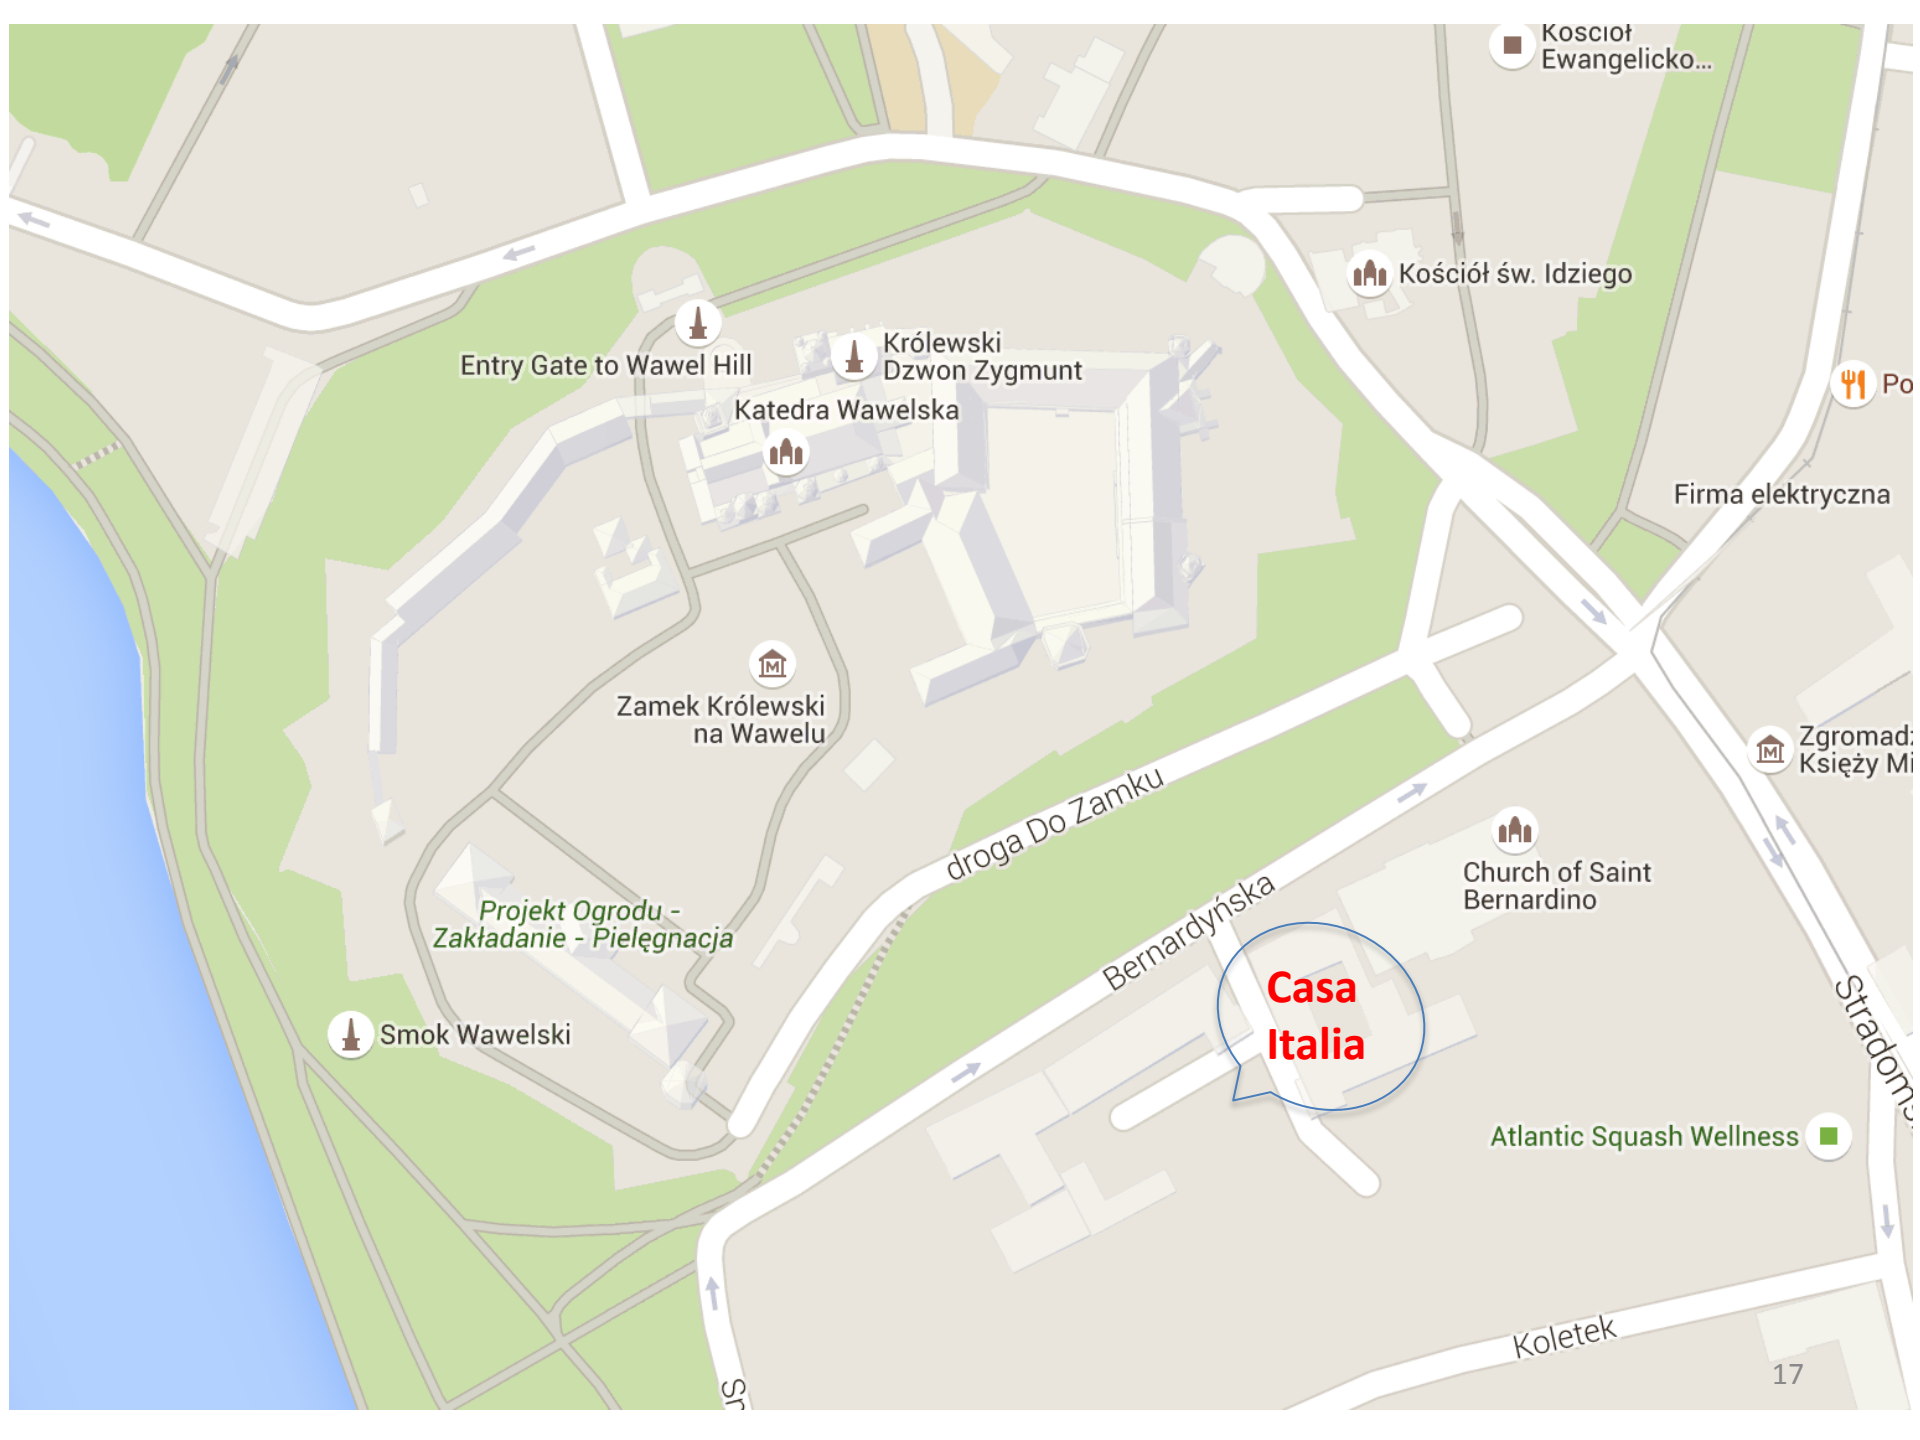 Kościół
Ewangelicko...
Kościół św. Idziego
Entry Gate to Wawel Hill
Królewski
Dzwon Zygmunt
Po
Katedra Wawelska
Firma elektryczna
Zamek Królewski
na Wawelu
Zgromadz
Księży Mi
droga Do Zamku
Church of Saint
Bernardino
Bernardyńska
Projekt Ogrodu -
Zakładanie - Pielęgnacja
Casa
Italia
Smok Wawelski
Stradoms
Atlantic Squash Wellness
Koletek
17